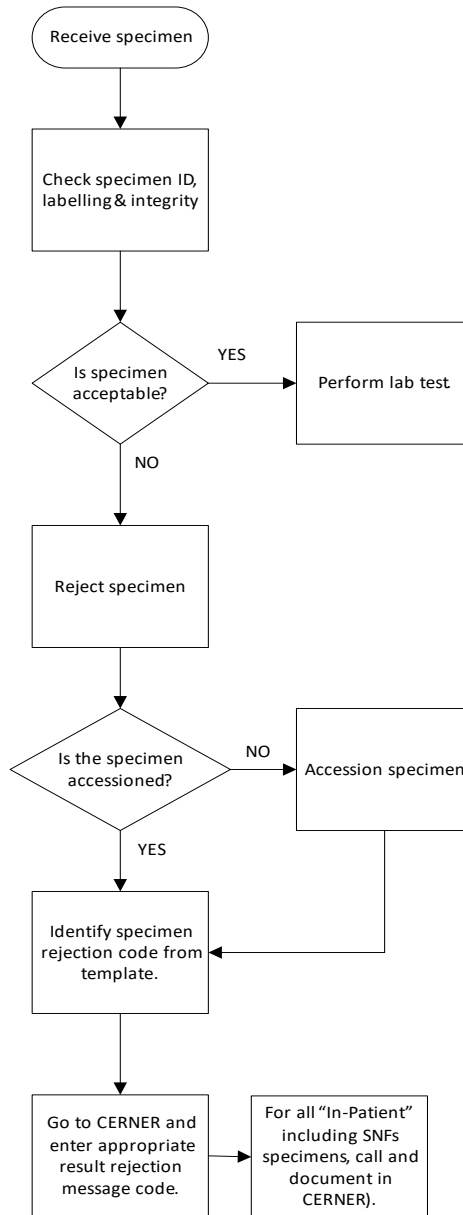 Receive specimen
Check specimen ID,
labelling & integrity
Is specimen
acceptable?
YES
Perform lab test
NO
Reject specimen
Is the specimen
accessioned?
NO
Accession specimen
YES
Identify specimen
rejection code from
template.
Go to CERNER and
enter appropriate
result rejection
message code.
For all “In-Patient”
including SNFs
specimens, call and
document in
CERNER).